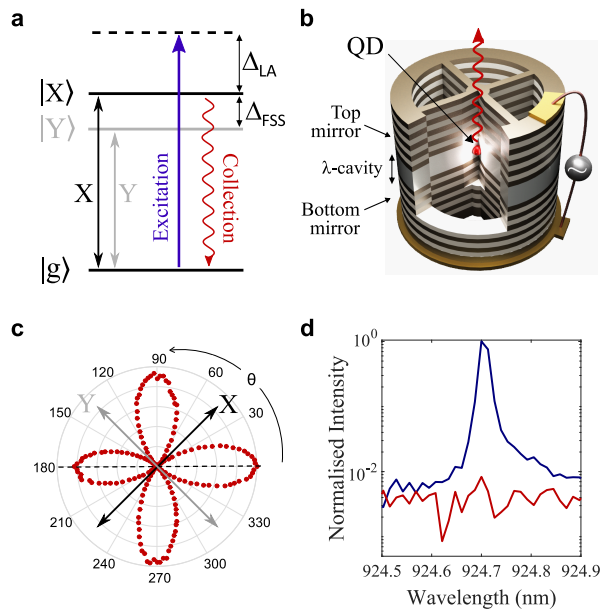 a
Δ_LA
|X⟩
Δ_FSS
|Y⟩
X
Y
Excitation
Collection
|g⟩
b
QD
Top
mirror
λ-cavity
Bottom
mirror
c
90
120
60
θ
Y
X
150
30
180
210
330
240
300
270
d
10^0
10^-2
Normalised Intensity
924.5
924.6
924.7
924.8
924.9
Wavelength (nm)